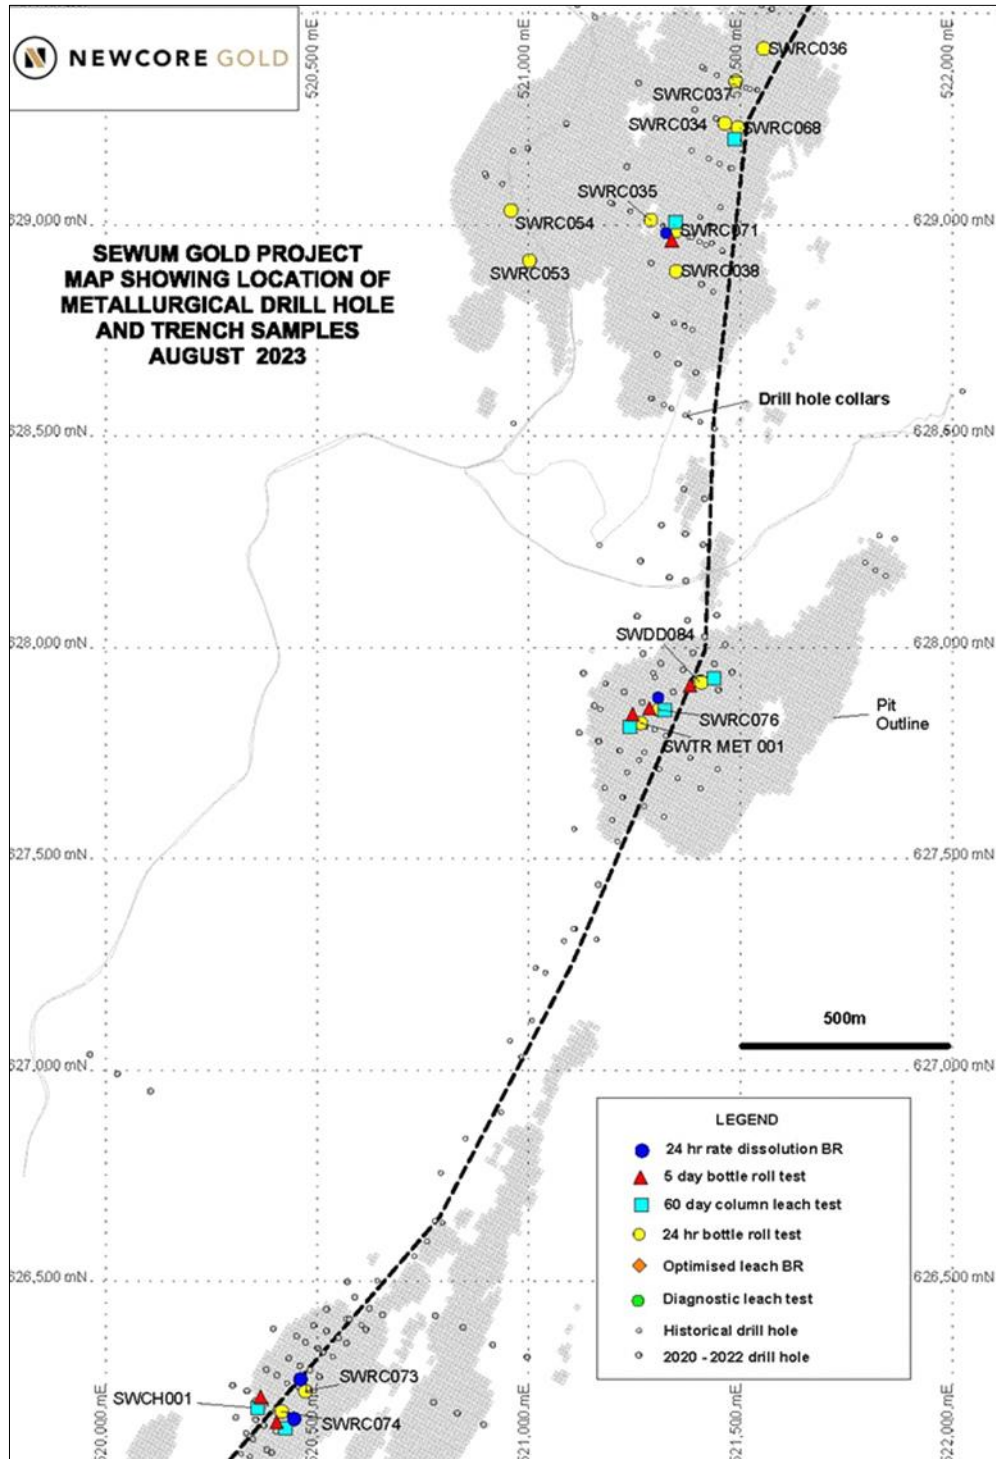 NEWCORE GOLD
520,500 mE
521,000 mE
522,000 mE
SWRC036
SWRC037
SWRC034
SWRC068
SWRC035
629,000 mN
629,000 mN
SWRC054
SWRC071
SWRC053
SWRC038
SEWUM GOLD PROJECT
MAP SHOWING LOCATION OF
METALLURGICAL DRILL HOLE
AND TRENCH SAMPLES
AUGUST 2023
Drill hole collars
628,500 mN
628,500 mN
SWDD084
628,000 mN
628,000 mN
SWRC076
SWTR MET 001
Pit
Outline
627,500 mN
627,500 mN
500m
627,000 mN
627,000 mN
LEGEND
24 hr rate dissolution BR
5 day bottle roll test
60 day column leach test
24 hr bottle roll test
Optimised leach BR
Diagnostic leach test
Historical drill hole
2020 - 2022 drill hole
626,500 mN
626,500 mN
SWRC073
SWCH001
SWRC074
520,000 mE
520,500 mE
521,000 mE
521,500 mE
522,000 mE